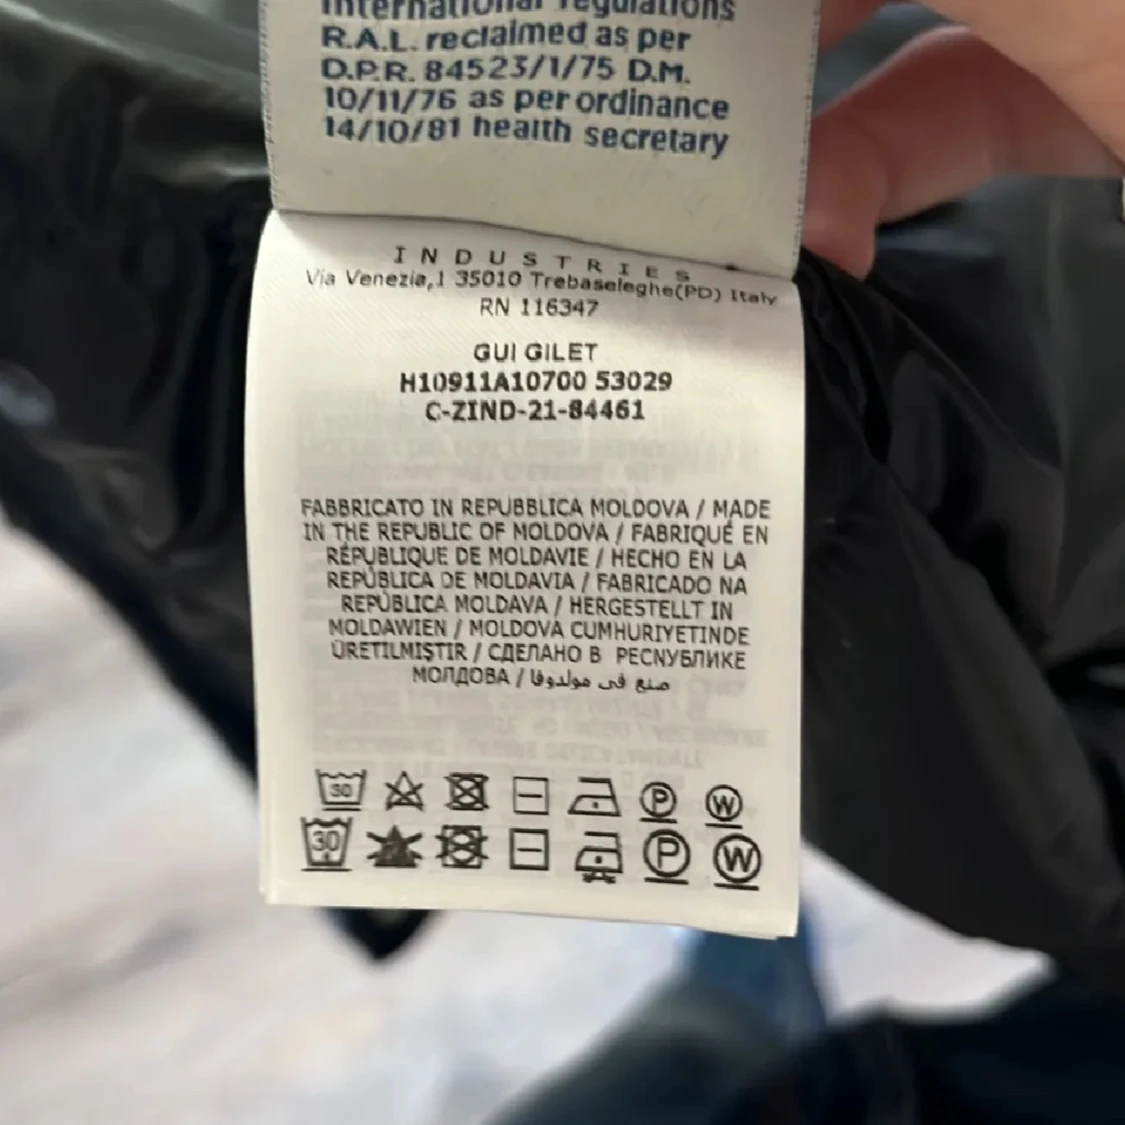 International regulations
R.A.L. reclaimed as per
D.P.R. 84523/1/75 D.M.
10/11/76 as per ordinance
14/10/81 health secretary
INDUSTRIES
Via Venezia,1 35010 Trebaseleghe(PD) Italy
RN 116347
GUI GILET
H10911A10700 53029
C-ZIND-21-84461
FABBRICATO IN REPUBBLICA MOLDOVA / MADE
IN THE REPUBLIC OF MOLDOVA / FABRIQUÉ EN
RÉPUBLIQUE DE MOLDAVIE / HECHO EN LA
REPÚBLICA DE MOLDAVIA / FABRICADO NA
REPÚBLICA MOLDAVA / HERGESTELLT IN
MOLDAWIEN / MOLDOVA CUMHURIYETINDE
ÜRETILMIŞTIR / СДЕЛАНО В РЕСПУБЛИКЕ
МОЛДОВА / صنع في مولدوفا
30 P W
30 P W